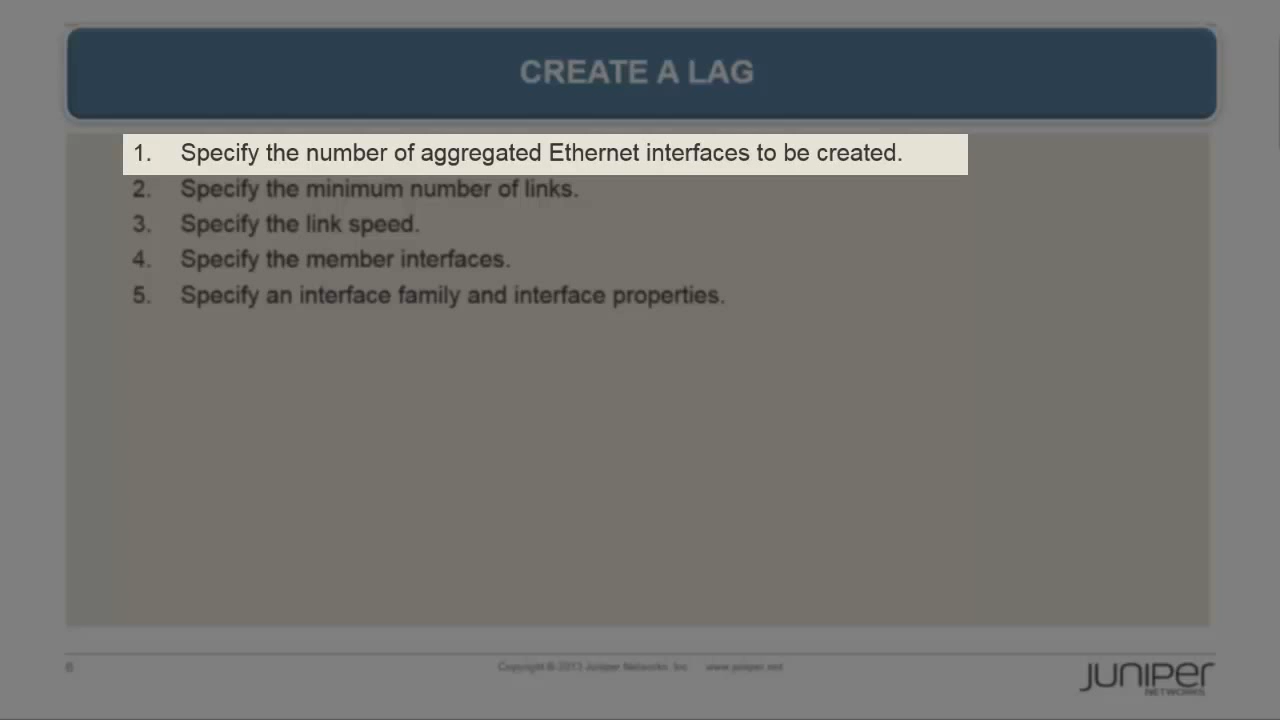 CREATE A LAG
1. Specify the number of aggregated Ethernet interfaces to be created.
2. Specify the minimum number of links.
3. Specify the link speed.
4. Specify the member interfaces.
5. Specify an interface family and interface properties.
6 Copyright © 2013 Juniper Networks, Inc. www.juniper.net
JUNIPER
NETWORKS